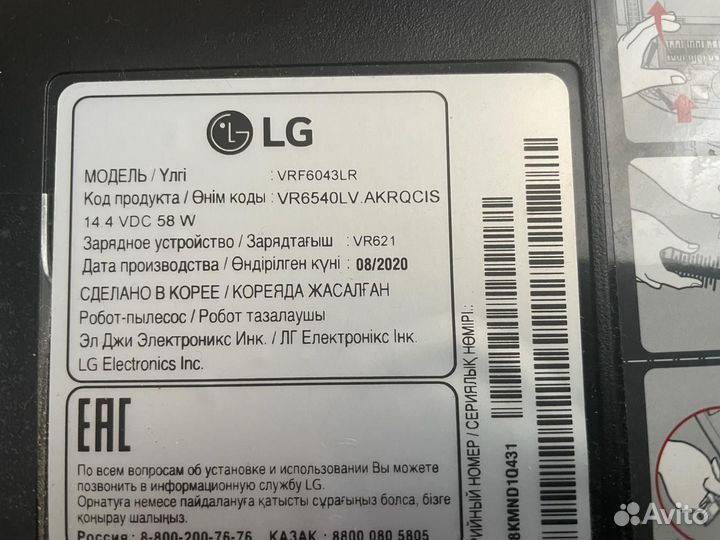 LG
МОДЕЛЬ / Үлгі : VRF6043LR
Код продукта / Өнім коды : VR6540LV.AKRQCIS
14.4 VDC 58 W
Зарядное устройство / Зарядтағыш : VR621
Дата производства / Өндірілген күні : 08/2020
СДЕЛАНО В КОРЕЕ / КОРЕЯДА ЖАСАЛҒАН
Робот-пылесос / Робот тазалаушы
Эл Джи Электроникс Инк. / ЛГ Електронікс Інк.
LG Electronics Inc.
EAC
По всем вопросам об установке и использовании Вы можете
позвонить в информационную службу LG.
Орнатуға немесе пайдалануға қатысты сұрағыңыз болса, бізге
қоңырау шалыңыз.
Россия : 8-800-200-76-76 КАЗАК : 8800 080 5805
РИЙНЫЙ НОМЕР / СЕРИЯЛЫҚ НӨМІРІ.:
8KMND1Q431
Avito